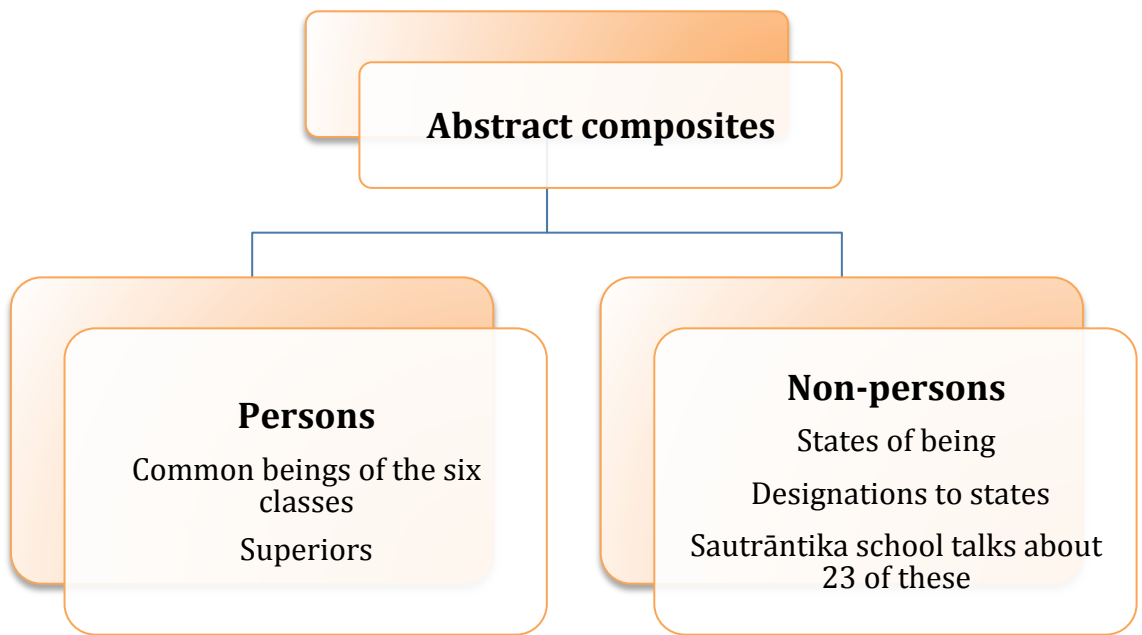 Abstract composites
Persons
Common beings of the six
classes
Superiors
Non-persons
States of being
Designations to states
Sautrāntika school talks about
23 of these